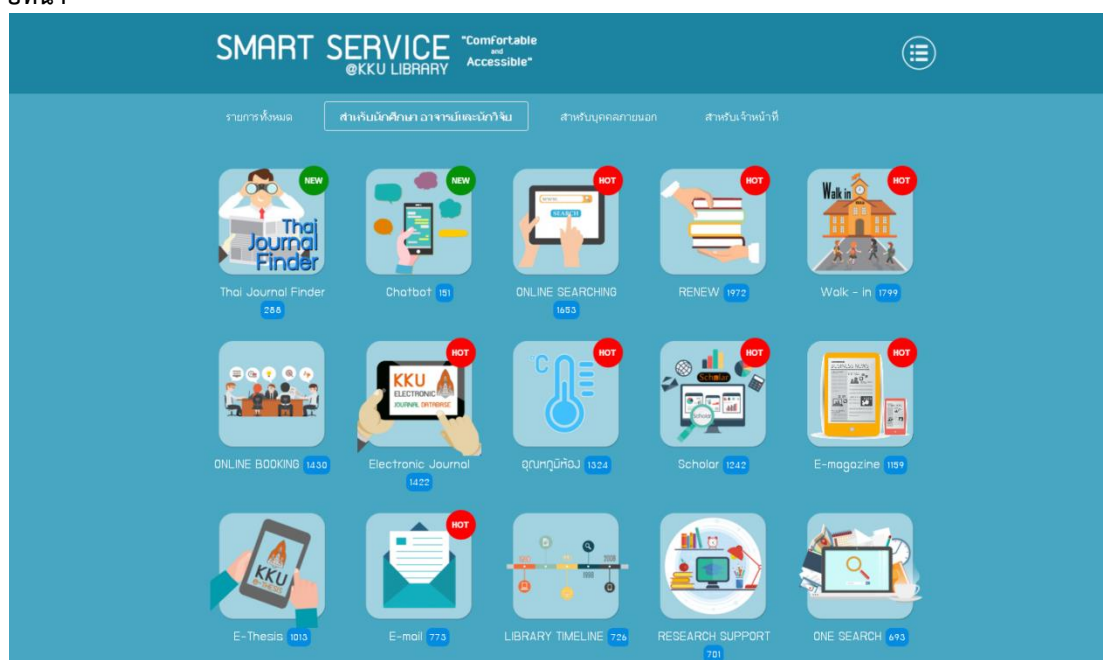 SMART SERVICE
@KKU LIBRARY
"Comfortable
and
Accessible"
รายการทั้งหมด
สำหรับนักศึกษา อาจารย์และนักวิจัย
สำหรับบุคคลภายนอก
สำหรับเจ้าหน้าที่
NEW
Thai
Journal
Finder
Thai Journal Finder
288
NEW
Chatbot 151
HOT
SEARCH
ONLINE SEARCHING
1653
HOT
RENEW 1972
Walk in
HOT
Walk - in 1799
ONLINE BOOKING 1430
HOT
KKU
ELECTRONIC
JOURNAL DATABASE
Electronic Journal
1422
°C
HOT
อุณหภูมิห้อง 1324
HOT
Scholar
Scholar
Scholar 1242
HOT
BUSINESS NEWS
E-magazine 1159
KKU
E-THESIS
E-Thesis 1013
HOT
E-mail 773
LIBRARY TIMELINE 726
RESEARCH SUPPORT
701
ONE SEARCH 693